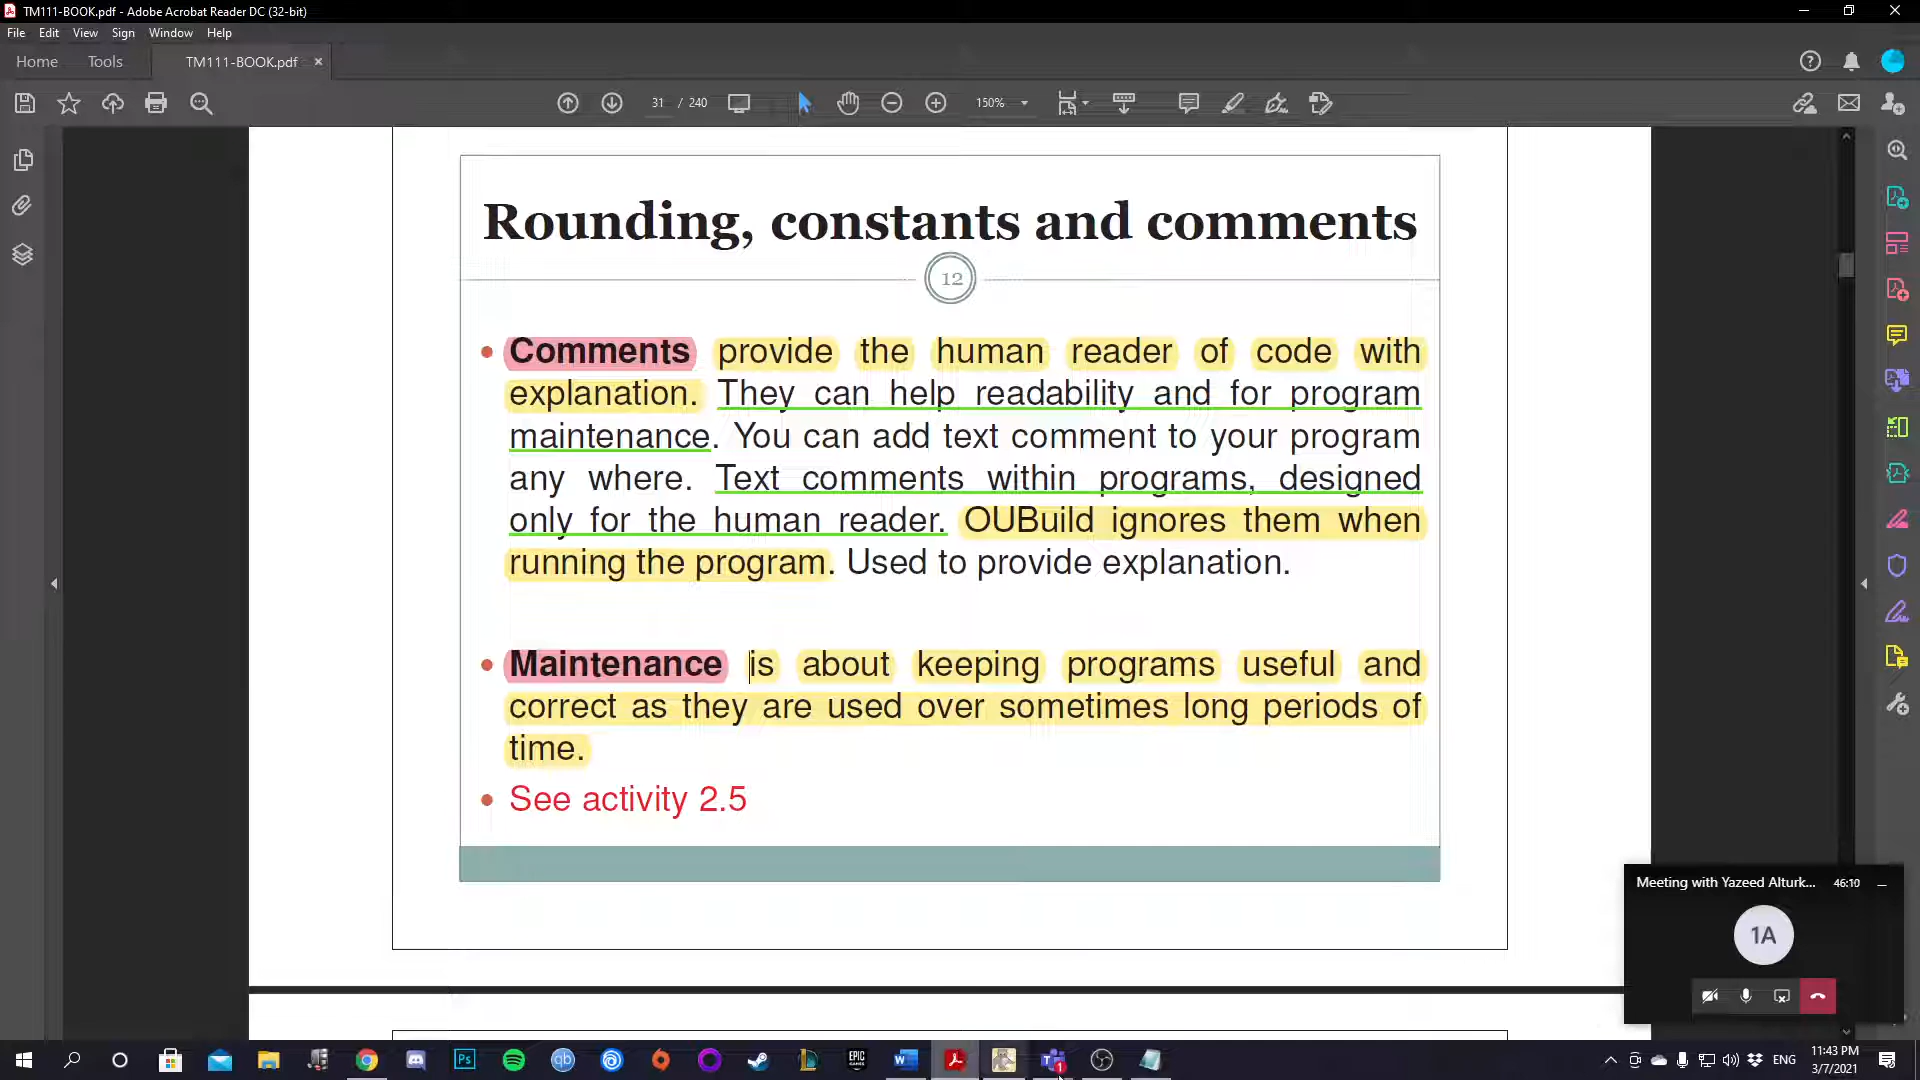 TM111-BOOK.pdf - Adobe Acrobat Reader DC (32-bit)
File Edit View Sign Window Help
Home Tools TM111-BOOK.pdf
31 / 240 150%
Rounding, constants and comments
12
Comments provide the human reader of code with
explanation. They can help readability and for program
maintenance. You can add text comment to your program
any where. Text comments within programs, designed
only for the human reader. OUBuild ignores them when
running the program. Used to provide explanation.
Maintenance is about keeping programs useful and
correct as they are used over sometimes long periods of
time.
See activity 2.5
Meeting with Yazeed Alturk... 46:10
1A
Ps
qb
EPIC
GAMES
1
ENG
11:43 PM
3/7/2021